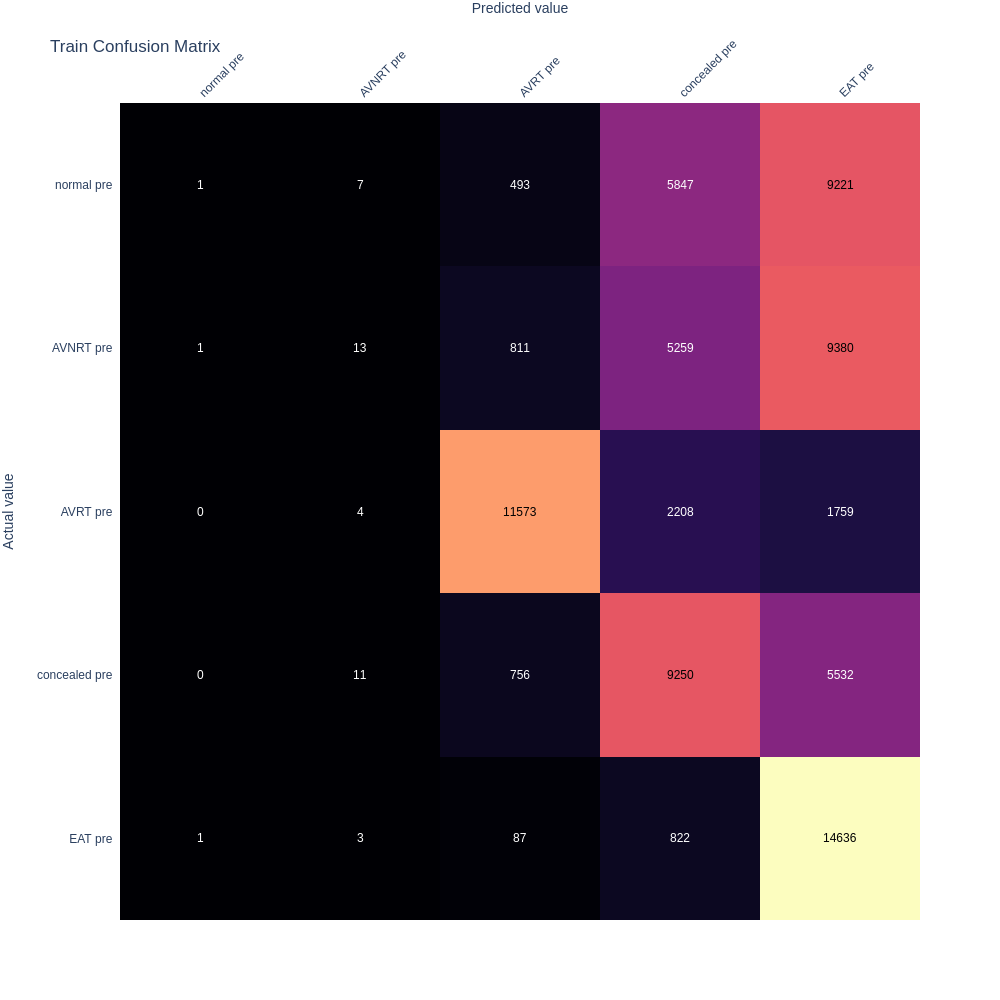 Predicted value
Train Confusion Matrix
normal pre AVNRT pre AVRT pre concealed pre EAT pre
normal pre 1 7 493 5847 9221
AVNRT pre 1 13 811 5259 9380
AVRT pre 0 4 11573 2208 1759
concealed pre 0 11 756 9250 5532
EAT pre 1 3 87 822 14636
Actual value